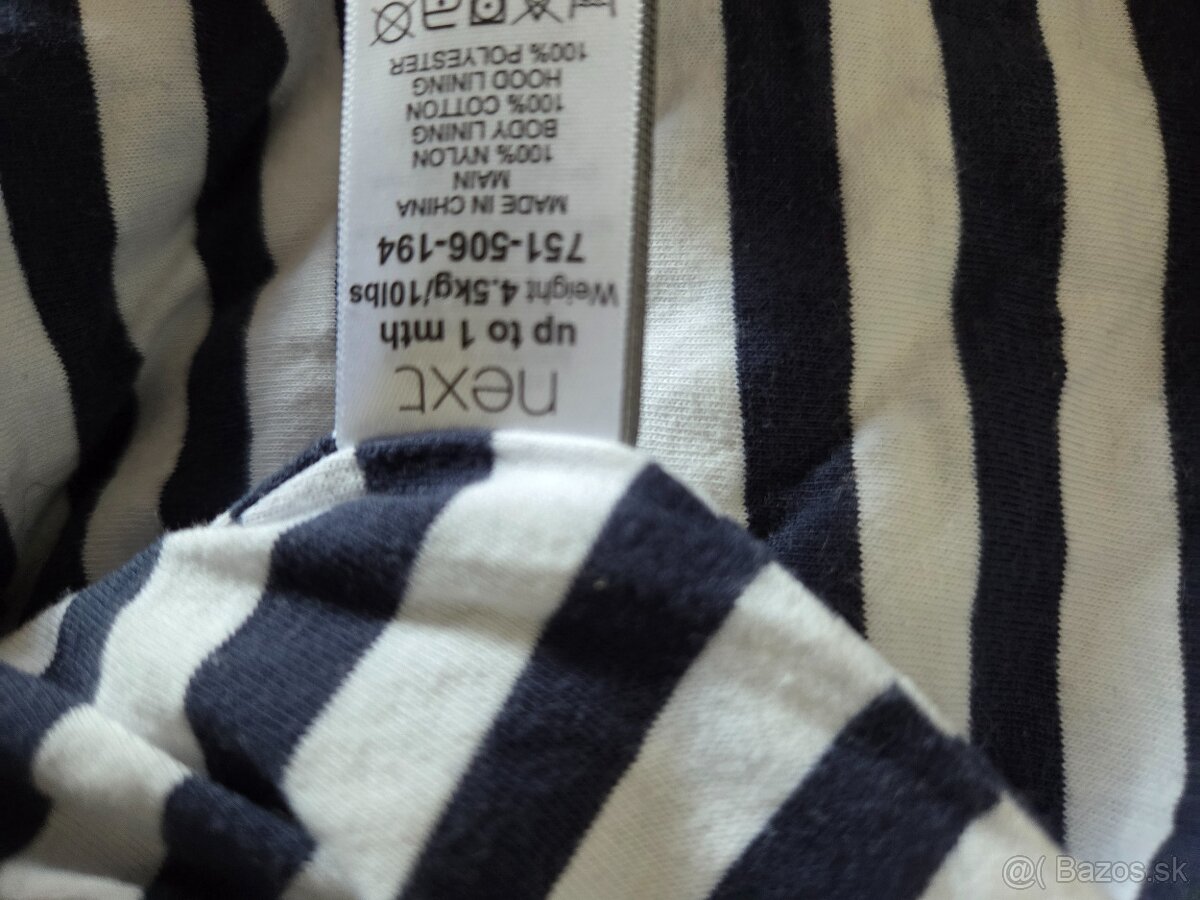 next
up to 1 mth
Weight 4.5kg/10lbs
751-506-194
MADE IN CHINA
MAIN
100% NYLON
BODY LINING
100% COTTON
HOOD LINING
100% POLYESTER
@( Bazos.sk